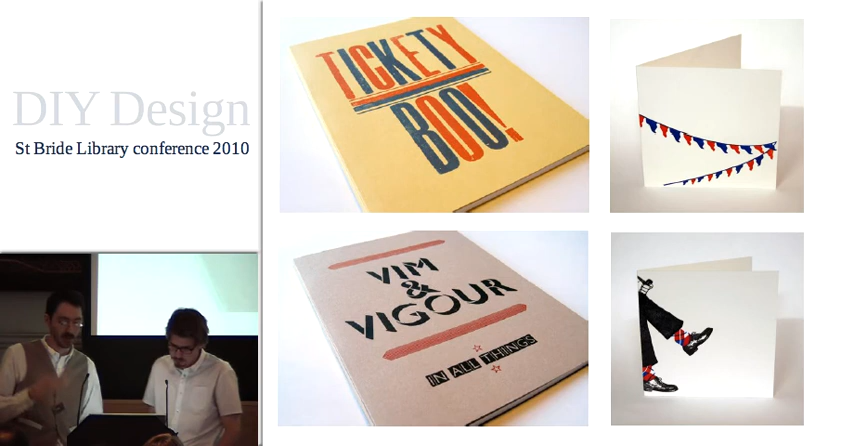 DIY Design
St Bride Library conference 2010
TICKETY
BOO!
VIM
&
VIGOUR
IN ALL THINGS